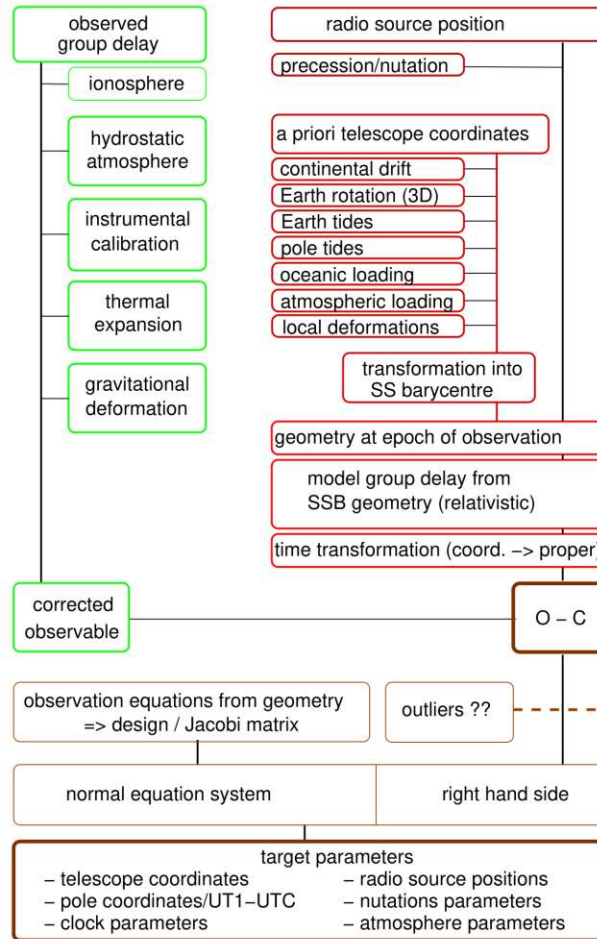 observed
group delay
ionosphere
hydrostatic
atmosphere
instrumental
calibration
thermal
expansion
gravitational
deformation
corrected
observable
radio source position
precession/nutation
a priori telescope coordinates
continental drift
Earth rotation (3D)
Earth tides
pole tides
oceanic loading
atmospheric loading
local deformations
transformation into
SS barycentre
geometry at epoch of observation
model group delay from
SSB geometry (relativistic)
time transformation (coord. −> proper)
O − C
observation equations from geometry
=> design / Jacobi matrix
outliers ??
normal equation system
right hand side
target parameters
− telescope coordinates
− pole coordinates/UT1−UTC
− clock parameters
− radio source positions
− nutations parameters
− atmosphere parameters